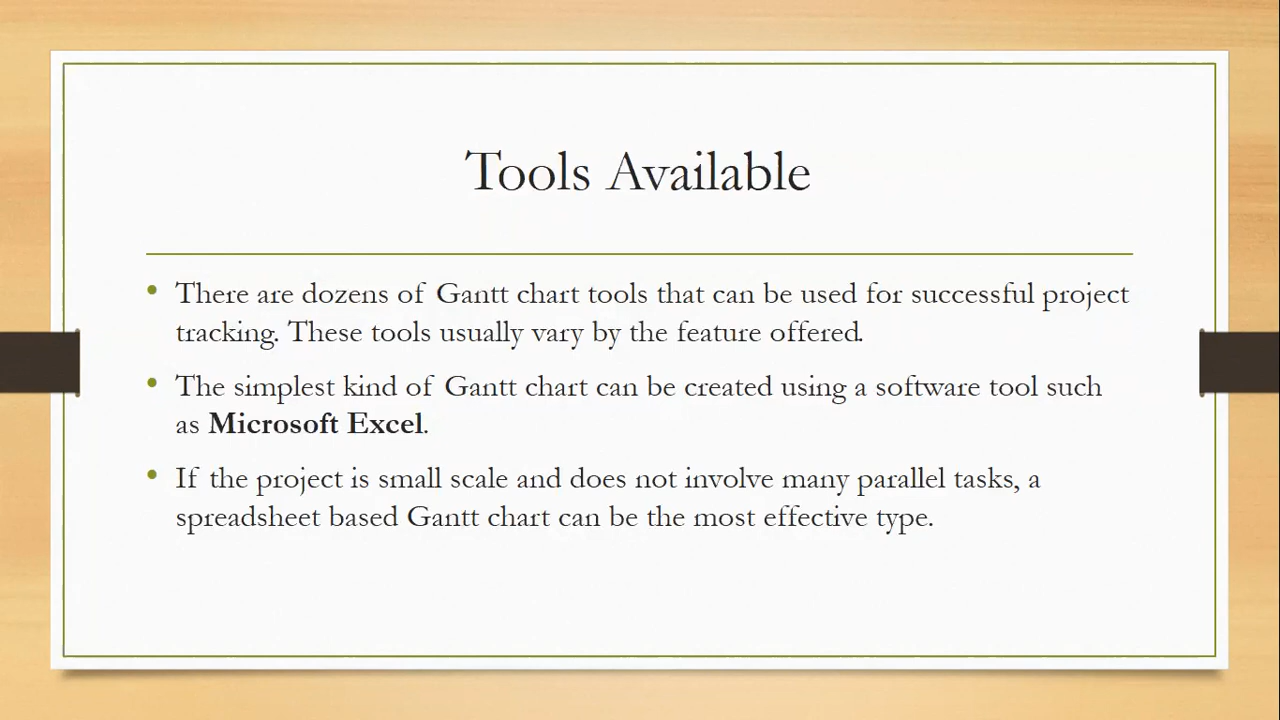 Tools Available
• There are dozens of Gantt chart tools that can be used for successful project
tracking. These tools usually vary by the feature offered.
• The simplest kind of Gantt chart can be created using a software tool such
as Microsoft Excel.
• If the project is small scale and does not involve many parallel tasks, a
spreadsheet based Gantt chart can be the most effective type.